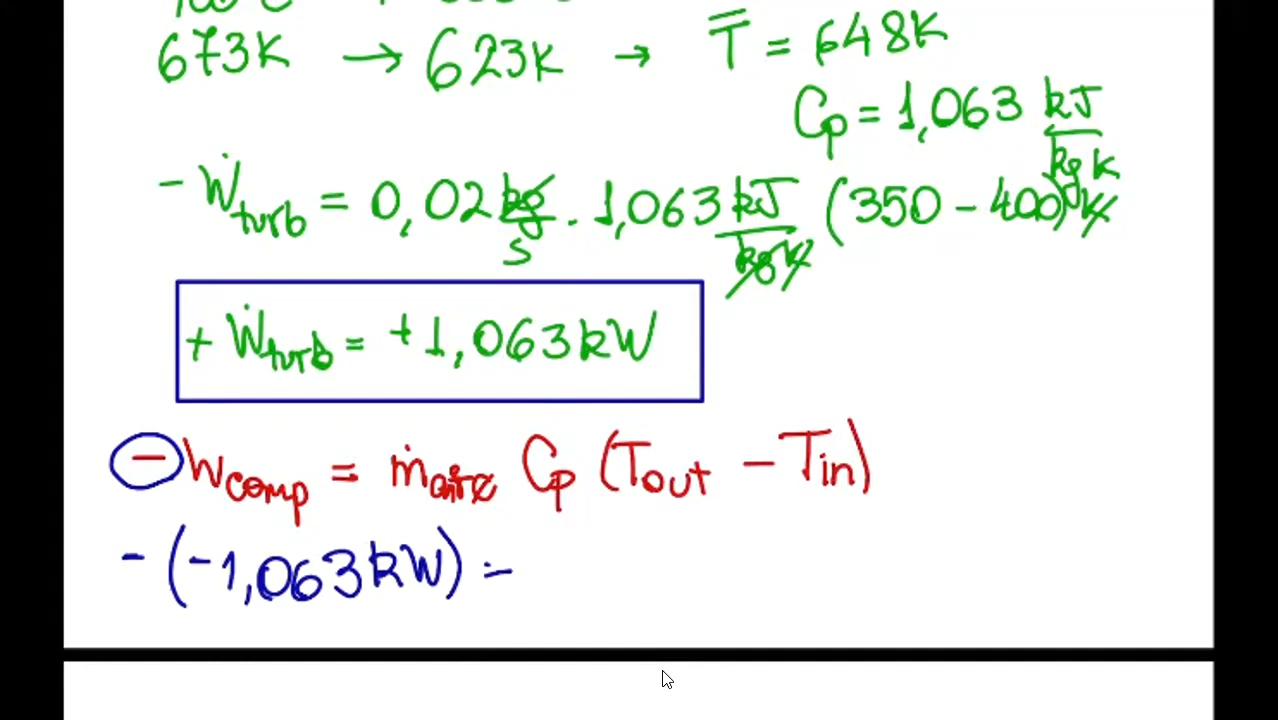 673K → 623K → T̅ = 648K
Cp = 1,063 kJ/kg K
- Ẇturb = 0,02 kg/s . 1,063 kJ/kgK (350 - 400) K
+ Ẇturb = +1,063 kW
- Wcomp = ṁaire Cp (Tout - Tin)
- (-1,063 kW) =